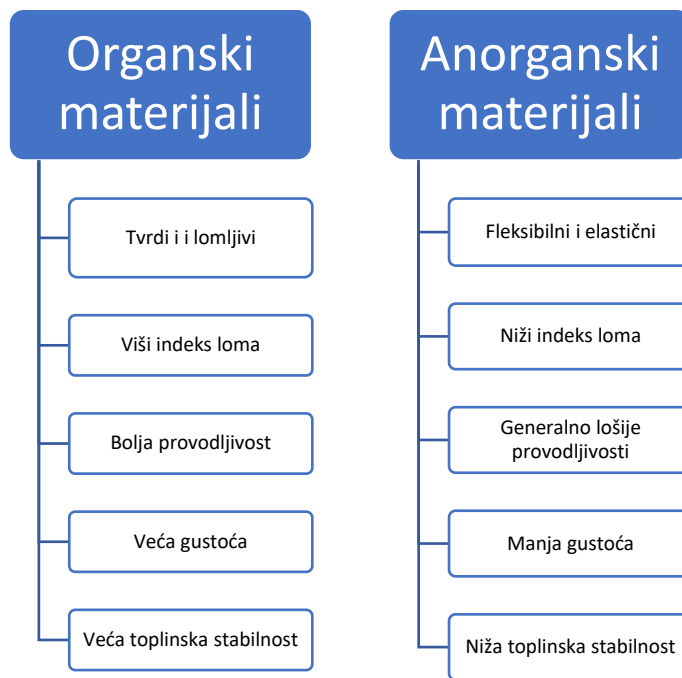 Organski
materijali
Tvrdi i i lomljivi
Viši indeks loma
Bolja provodljivost
Veća gustoća
Veća toplinska stabilnost
Anorganski
materijali
Fleksibilni i elastični
Niži indeks loma
Generalno lošije
provodljivosti
Manja gustoća
Niža toplinska stabilnost